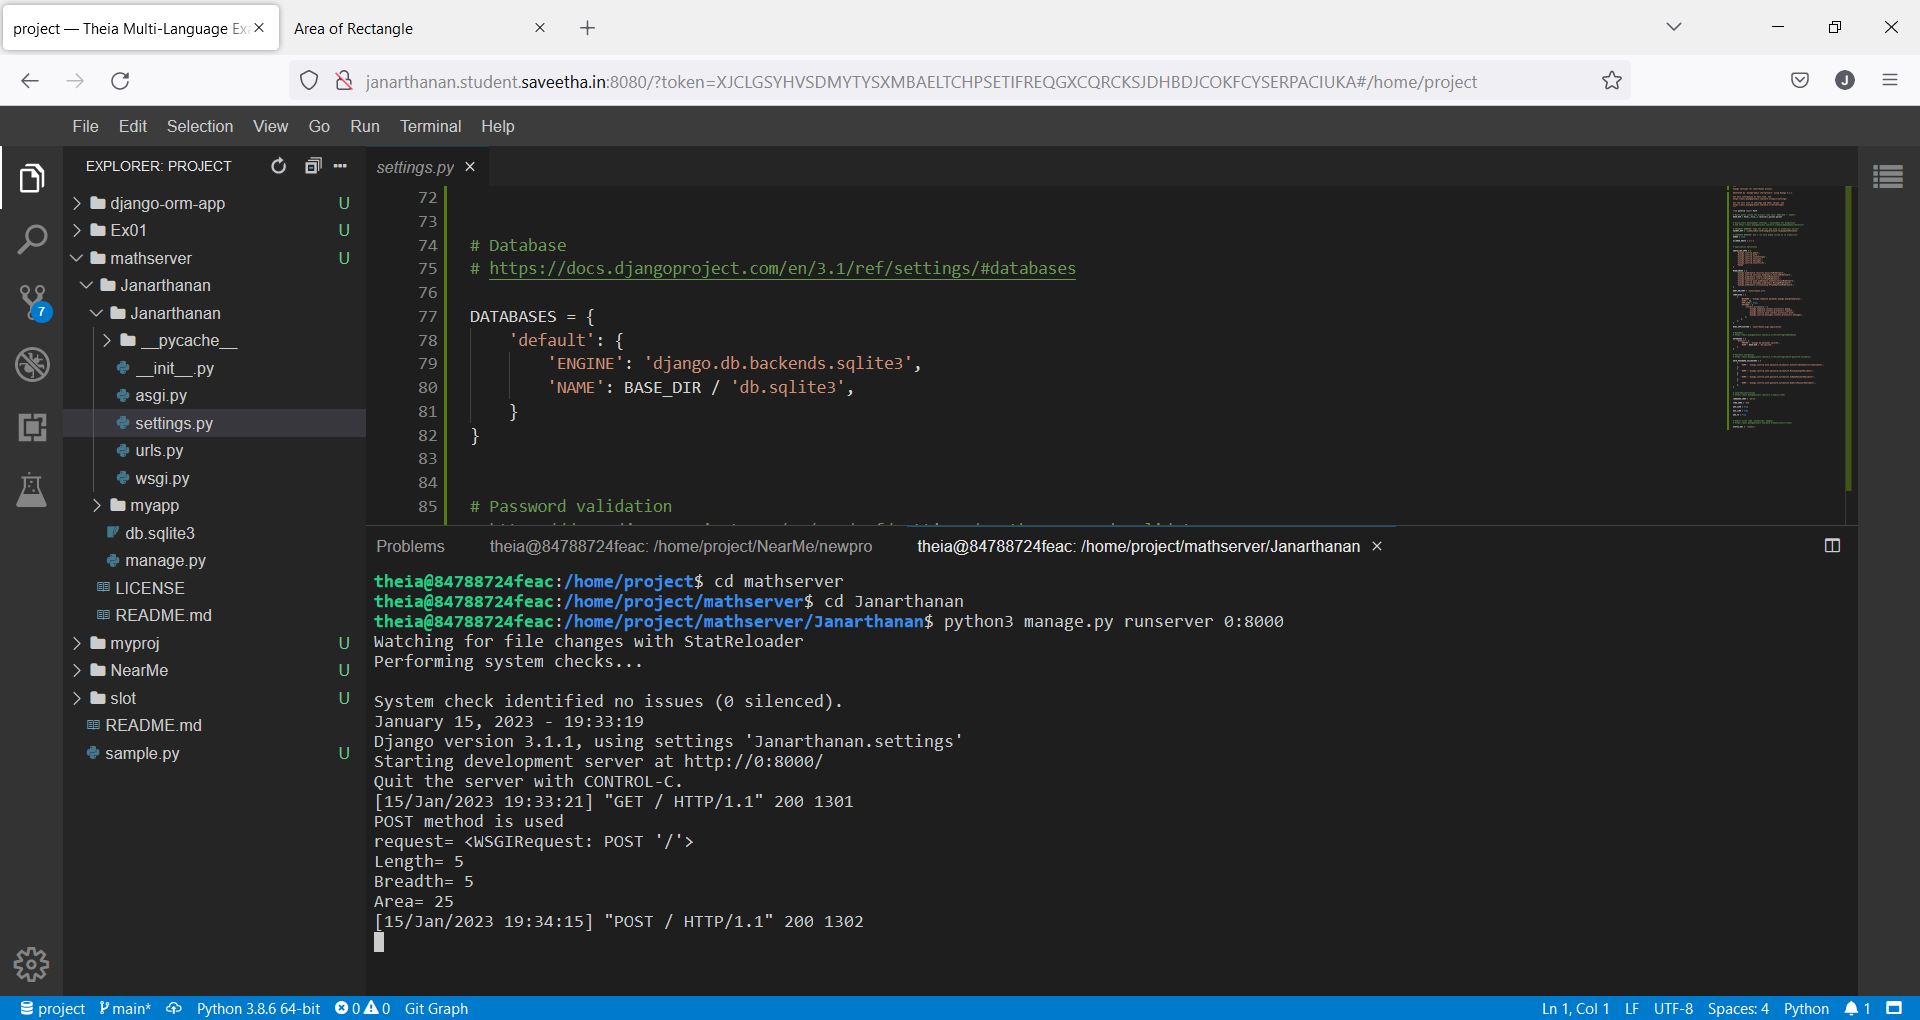 project — Theia Multi-Language Ex
Area of Rectangle
janarthanan.student.saveetha.in:8080/?token=XJCLGSYHVSDMYTYSXMBAELTCHPSETIFREQGXCQRCKSJDHBDJCOKFCYSERPACIUKA#/home/project
J
File Edit Selection View Go Run Terminal Help
EXPLORER: PROJECT
settings.py
django-orm-app U
Ex01 U
mathserver U
Janarthanan
Janarthanan
__pycache__
__init__.py
asgi.py
settings.py
urls.py
wsgi.py
myapp
db.sqlite3
manage.py
LICENSE
README.md
myproj U
NearMe U
slot U
README.md
sample.py U
7
72
73
74 # Database
75 # https://docs.djangoproject.com/en/3.1/ref/settings/#databases
76
77 DATABASES = {
78 'default': {
79 'ENGINE': 'django.db.backends.sqlite3',
80 'NAME': BASE_DIR / 'db.sqlite3',
81 }
82 }
83
84
85 # Password validation
Problems theia@84788724feac: /home/project/NearMe/newpro theia@84788724feac: /home/project/mathserver/Janarthanan
theia@84788724feac:/home/project$ cd mathserver
theia@84788724feac:/home/project/mathserver$ cd Janarthanan
theia@84788724feac:/home/project/mathserver/Janarthanan$ python3 manage.py runserver 0:8000
Watching for file changes with StatReloader
Performing system checks...
System check identified no issues (0 silenced).
January 15, 2023 - 19:33:19
Django version 3.1.1, using settings 'Janarthanan.settings'
Starting development server at http://0:8000/
Quit the server with CONTROL-C.
[15/Jan/2023 19:33:21] "GET / HTTP/1.1" 200 1301
POST method is used
request= <WSGIRequest: POST '/'>
Length= 5
Breadth= 5
Area= 25
[15/Jan/2023 19:34:15] "POST / HTTP/1.1" 200 1302
project main* Python 3.8.6 64-bit 0 0 Git Graph Ln 1, Col 1 LF UTF-8 Spaces: 4 Python 1